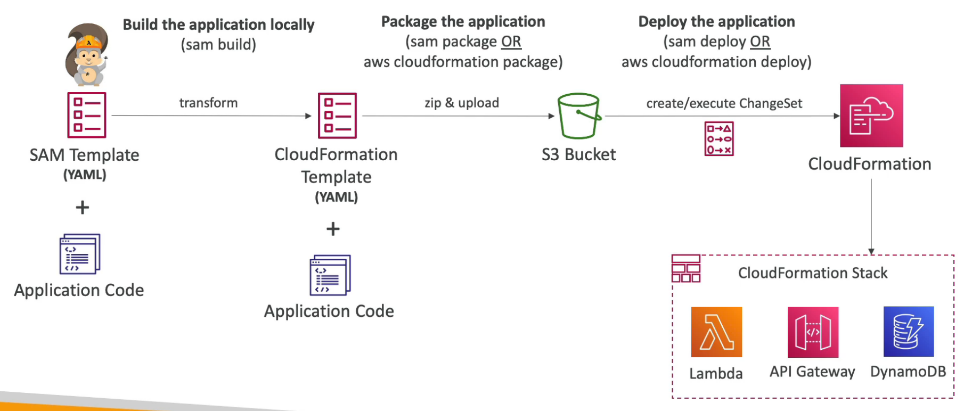 Build the application locally
(sam build)
Package the application
(sam package OR
aws cloudformation package)
Deploy the application
(sam deploy OR
aws cloudformation deploy)
transform
zip & upload
create/execute ChangeSet
SAM Template
(YAML)
+
Application Code
CloudFormation
Template
(YAML)
+
Application Code
S3 Bucket
CloudFormation
CloudFormation Stack
Lambda
API Gateway
DynamoDB